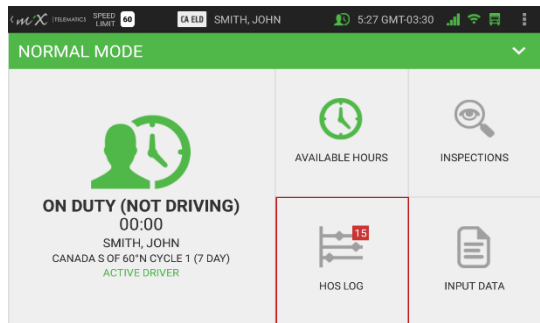 miX TELEMATICS SPEED LIMIT 60 CA ELD SMITH, JOHN 5:27 GMT-03:30
NORMAL MODE
AVAILABLE HOURS
INSPECTIONS
ON DUTY (NOT DRIVING)
00:00
SMITH, JOHN
CANADA S OF 60°N CYCLE 1 (7 DAY)
ACTIVE DRIVER
15
HOS LOG
INPUT DATA